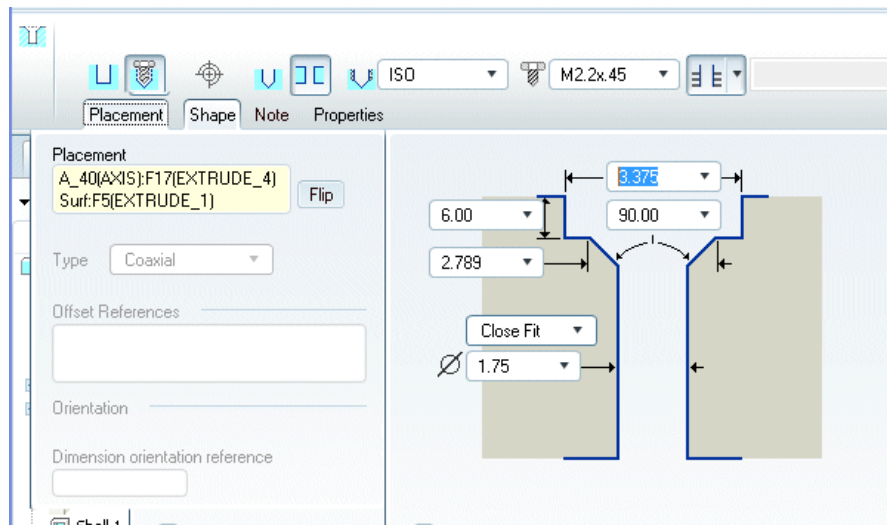 ISO
M2.2x.45
Placement
Shape
Note
Properties
Placement
A_40(AXIS):F17(EXTRUDE_4)
Surf:F5(EXTRUDE_1)
Flip
Type
Coaxial
Offset References
Orientation
Dimension orientation reference
3.375
6.00
90.00
2.789
Close Fit
Ø 1.75